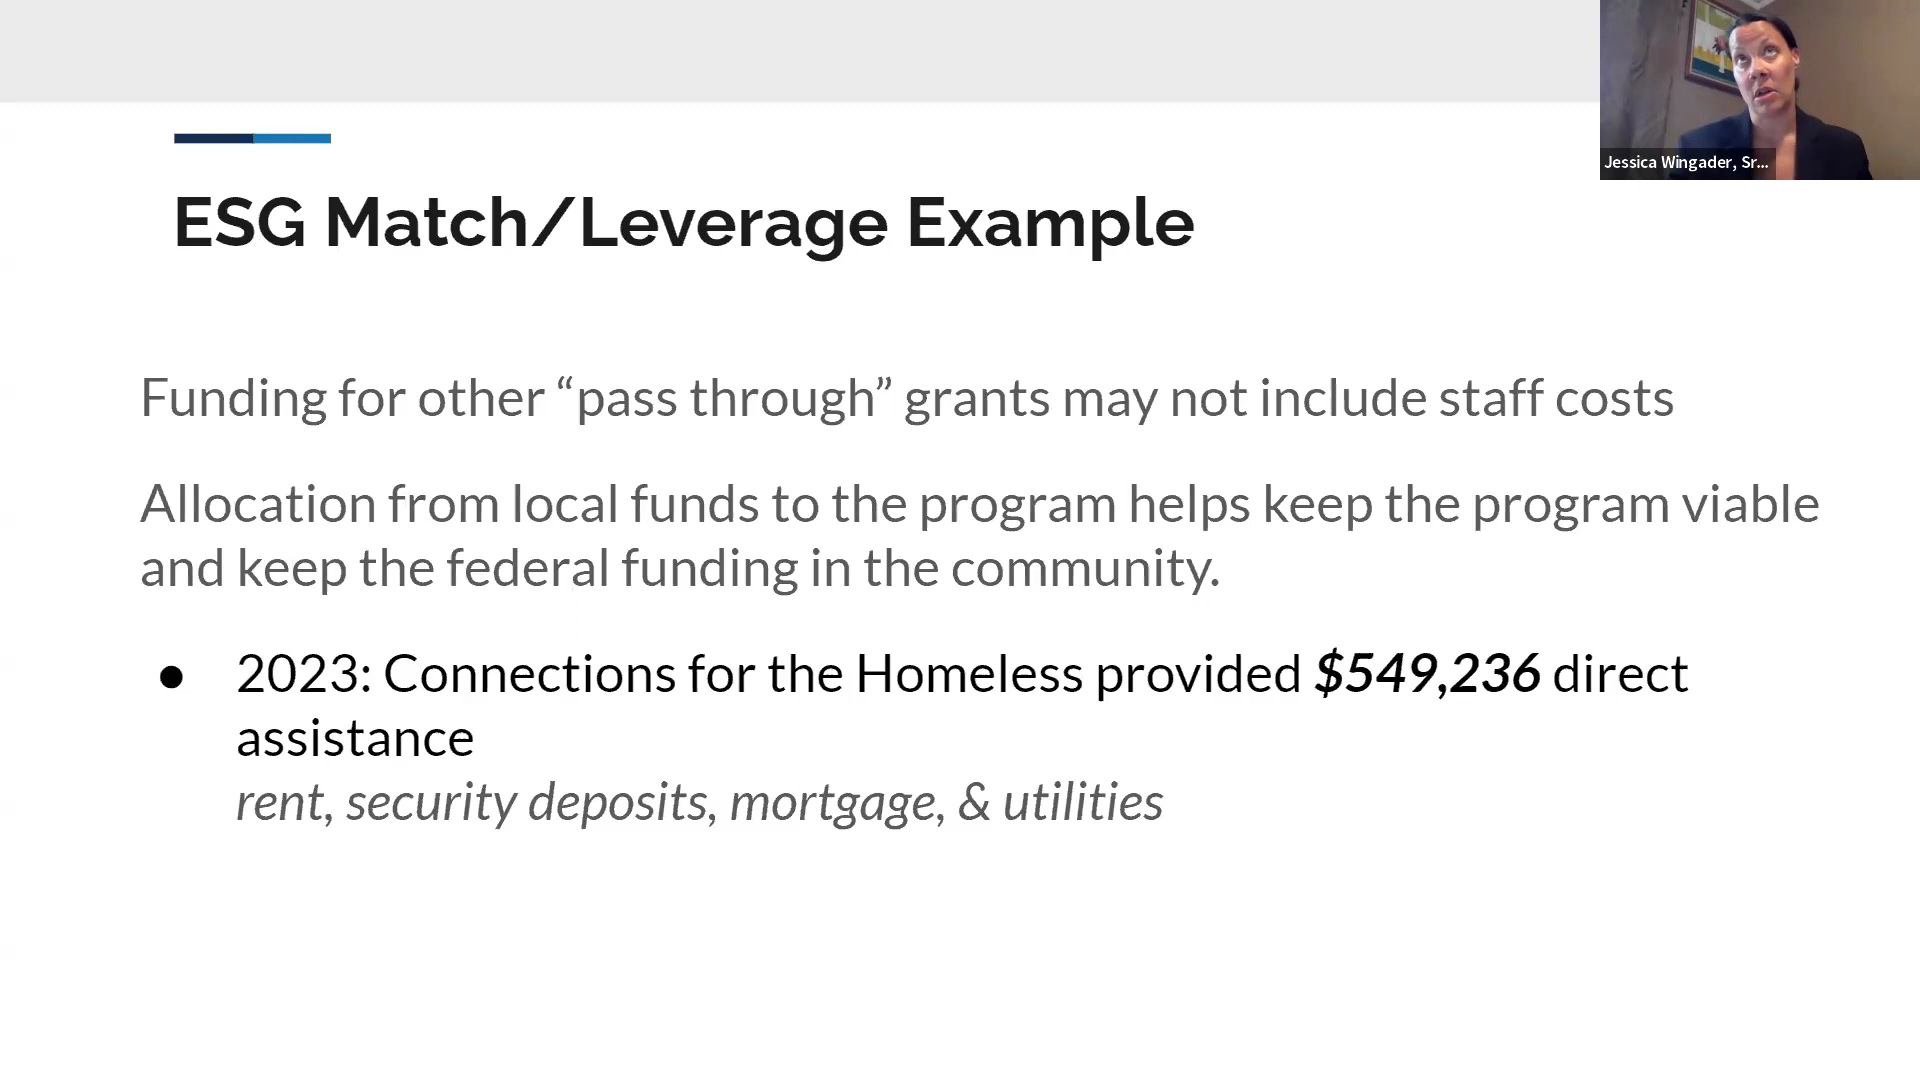 Jessica Wingader, Sr...
ESG Match/Leverage Example
Funding for other “pass through” grants may not include staff costs
Allocation from local funds to the program helps keep the program viable
and keep the federal funding in the community.
● 2023: Connections for the Homeless provided $549,236 direct
assistance
rent, security deposits, mortgage, & utilities